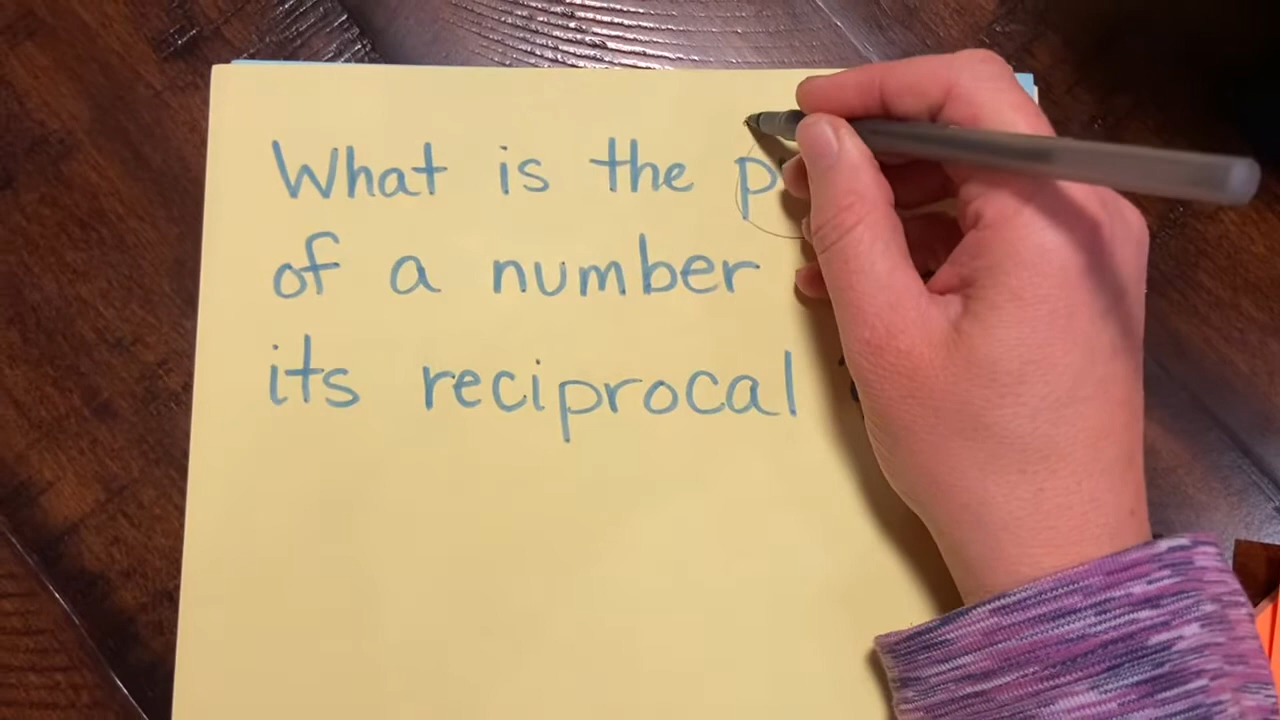 What is the
of a number
its reciprocal